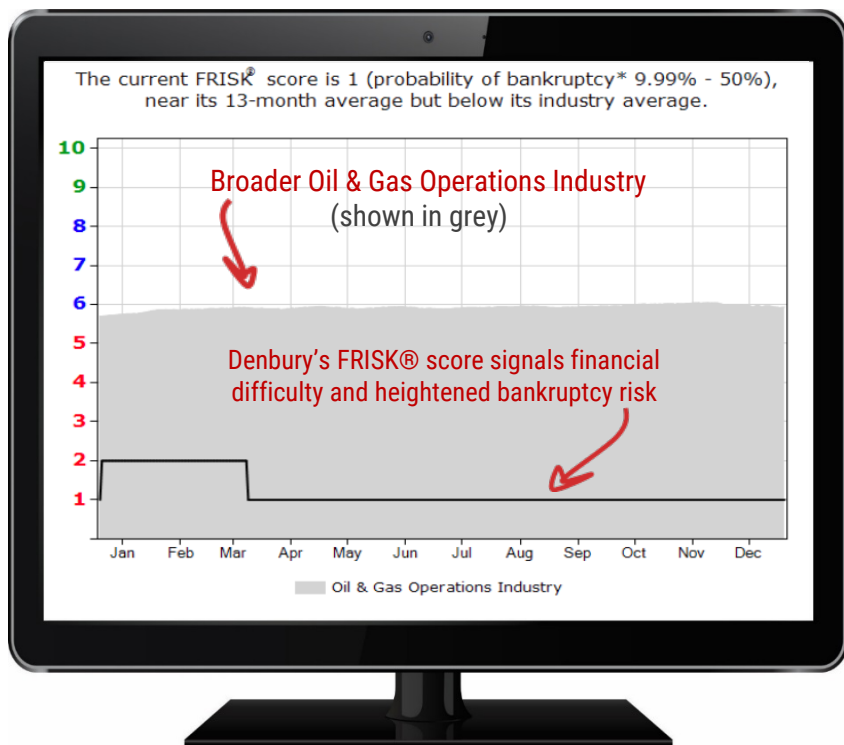 The current FRISK® score is 1 (probability of bankruptcy* 9.99% - 50%),
near its 13-month average but below its industry average.
10
9
8
7
6
5
4
3
2
1
Broader Oil & Gas Operations Industry
(shown in grey)
Denbury’s FRISK® score signals financial
difficulty and heightened bankruptcy risk
Jan Feb Mar Apr May Jun Jul Aug Sep Oct Nov Dec
Oil & Gas Operations Industry